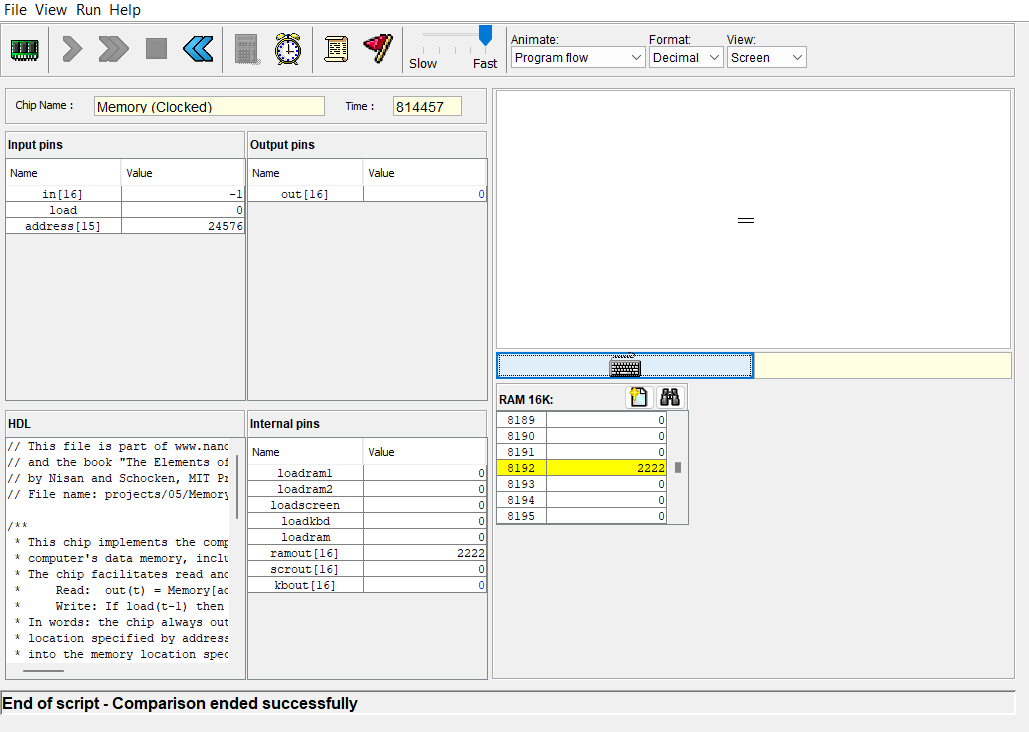 File View Run Help
Slow Fast
Animate: Format: View:
Program flow Decimal Screen
Chip Name : Memory (Clocked) Time : 814457
Input pins
Name Value
in[16] -1
load 0
address[15] 24576
Output pins
Name Value
out[16] 0
HDL
// This file is part of www.nand
// and the book "The Elements of
// by Nisan and Schocken, MIT Pr
// File name: projects/05/Memory
/**
* This chip implements the comp
* computer's data memory, inclu
* The chip facilitates read and
* Read: out(t) = Memory[ad
* Write: If load(t-1) then
* In words: the chip always out
* location specified by address
* into the memory location spec
Internal pins
Name Value
loadram1 0
loadram2 0
loadscreen 0
loadkbd 0
loadram 0
ramout[16] 2222
scrout[16] 0
kbout[16] 0
RAM 16K:
8189 0
8190 0
8191 0
8192 2222
8193 0
8194 0
8195 0
End of script - Comparison ended successfully